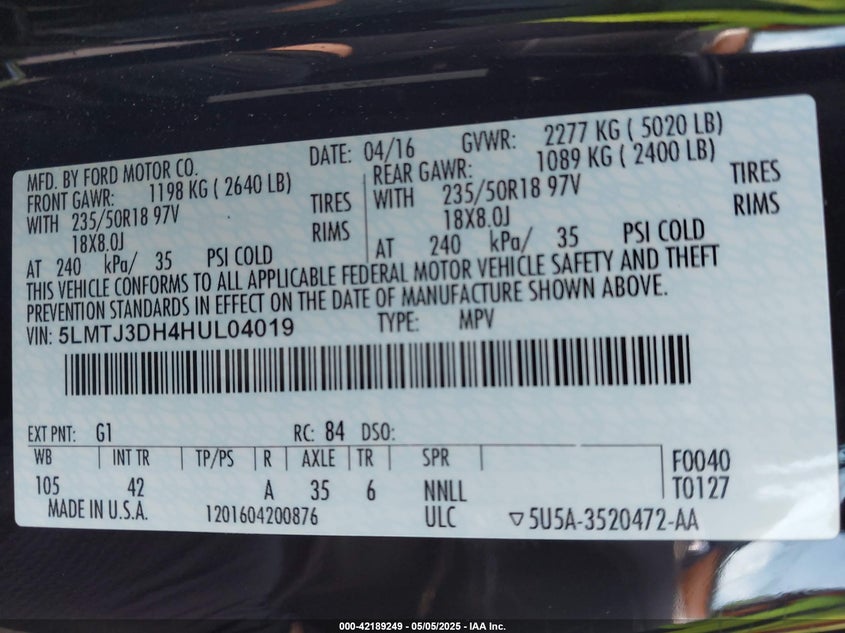 MFD. BY FORD MOTOR CO. DATE: 04/16 GVWR: 2277 KG ( 5020 LB)
FRONT GAWR: 1198 KG ( 2640 LB) REAR GAWR: 1089 KG ( 2400 LB)
WITH 235/50R18 97V TIRES WITH 235/50R18 97V TIRES
18X8.0J RIMS 18X8.0J RIMS
AT 240 kPa/ 35 PSI COLD AT 240 kPa/ 35 PSI COLD
THIS VEHICLE CONFORMS TO ALL APPLICABLE FEDERAL MOTOR VEHICLE SAFETY AND THEFT
PREVENTION STANDARDS IN EFFECT ON THE DATE OF MANUFACTURE SHOWN ABOVE.
VIN: 5LMTJ3DH4HUL04019 TYPE: MPV
EXT PNT: G1 RC: 84 DSO:
WB INT TR TP/PS R AXLE TR SPR F0040
105 42 A 35 6 NNLL T0127
MADE IN U.S.A. 1201604200876 ULC ▽5U5A-3520472-AA
000-42189249 - 05/05/2025 - IAA Inc.